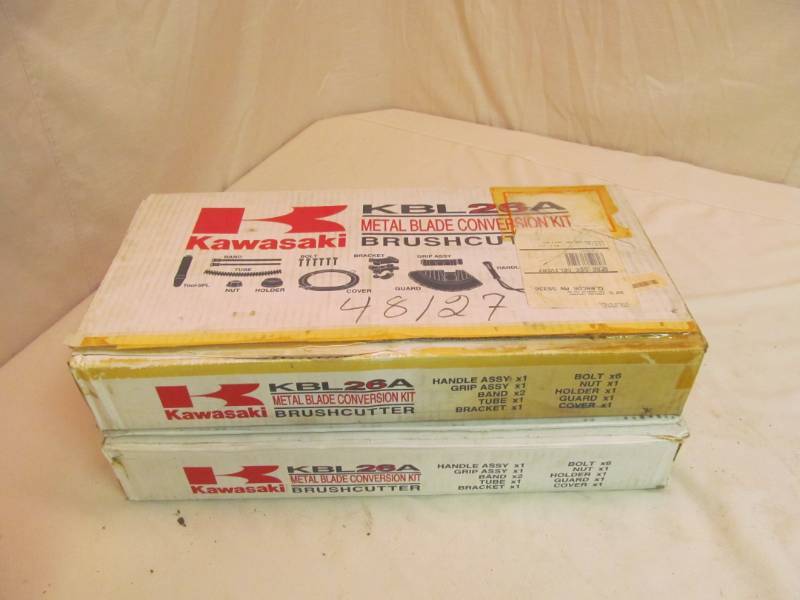 Kawasaki
KBL26A
METAL BLADE CONVERSION KIT
BRUSHCUTTER
BAND
BOLT
BRACKET
GRIP ASSY
TUBE
HANDLE
Tool-SPL
NUT
HOLDER
COVER
GUARD
48127
Kawasaki
KBL26A
METAL BLADE CONVERSION KIT
BRUSHCUTTER
HANDLE ASSY x1
GRIP ASSY x1
BAND x2
TUBE x1
BRACKET x1
BOLT x6
NUT x1
HOLDER x1
GUARD x1
COVER x1
Kawasaki
KBL26A
METAL BLADE CONVERSION KIT
BRUSHCUTTER
HANDLE ASSY x1
GRIP ASSY x1
BAND x2
TUBE x1
BRACKET x1
BOLT x6
NUT x1
HOLDER x1
GUARD x1
COVER x1